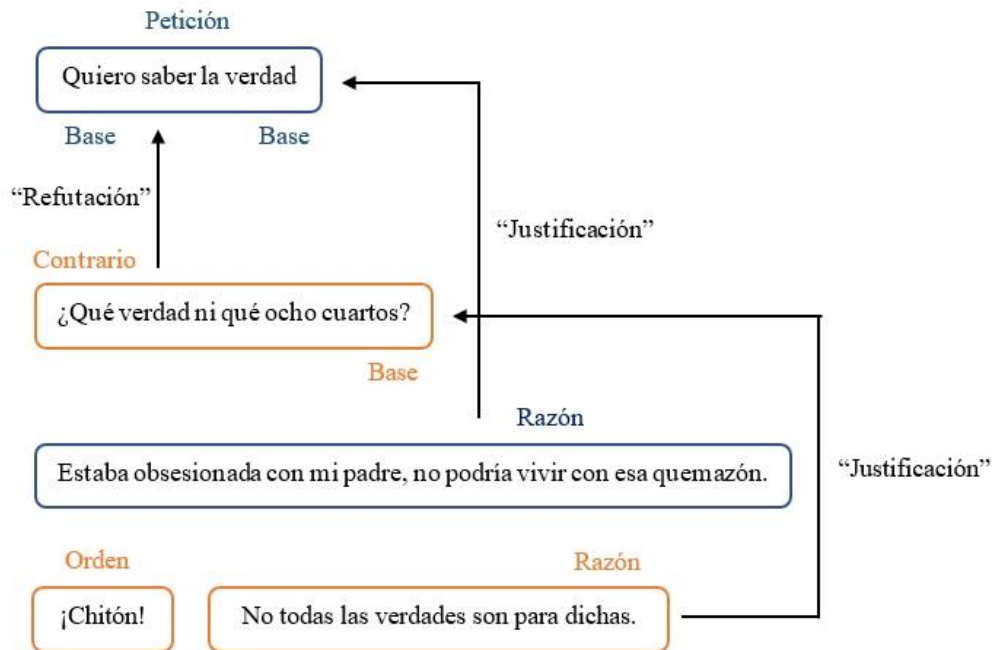 Petición
Quiero saber la verdad
Base Base
“Refutación”
“Justificación”
Contrario
¿Qué verdad ni qué ocho cuartos?
Base
Razón
Estaba obsesionada con mi padre, no podría vivir con esa quemazón.
“Justificación”
Orden Razón
¡Chitón! No todas las verdades son para dichas.